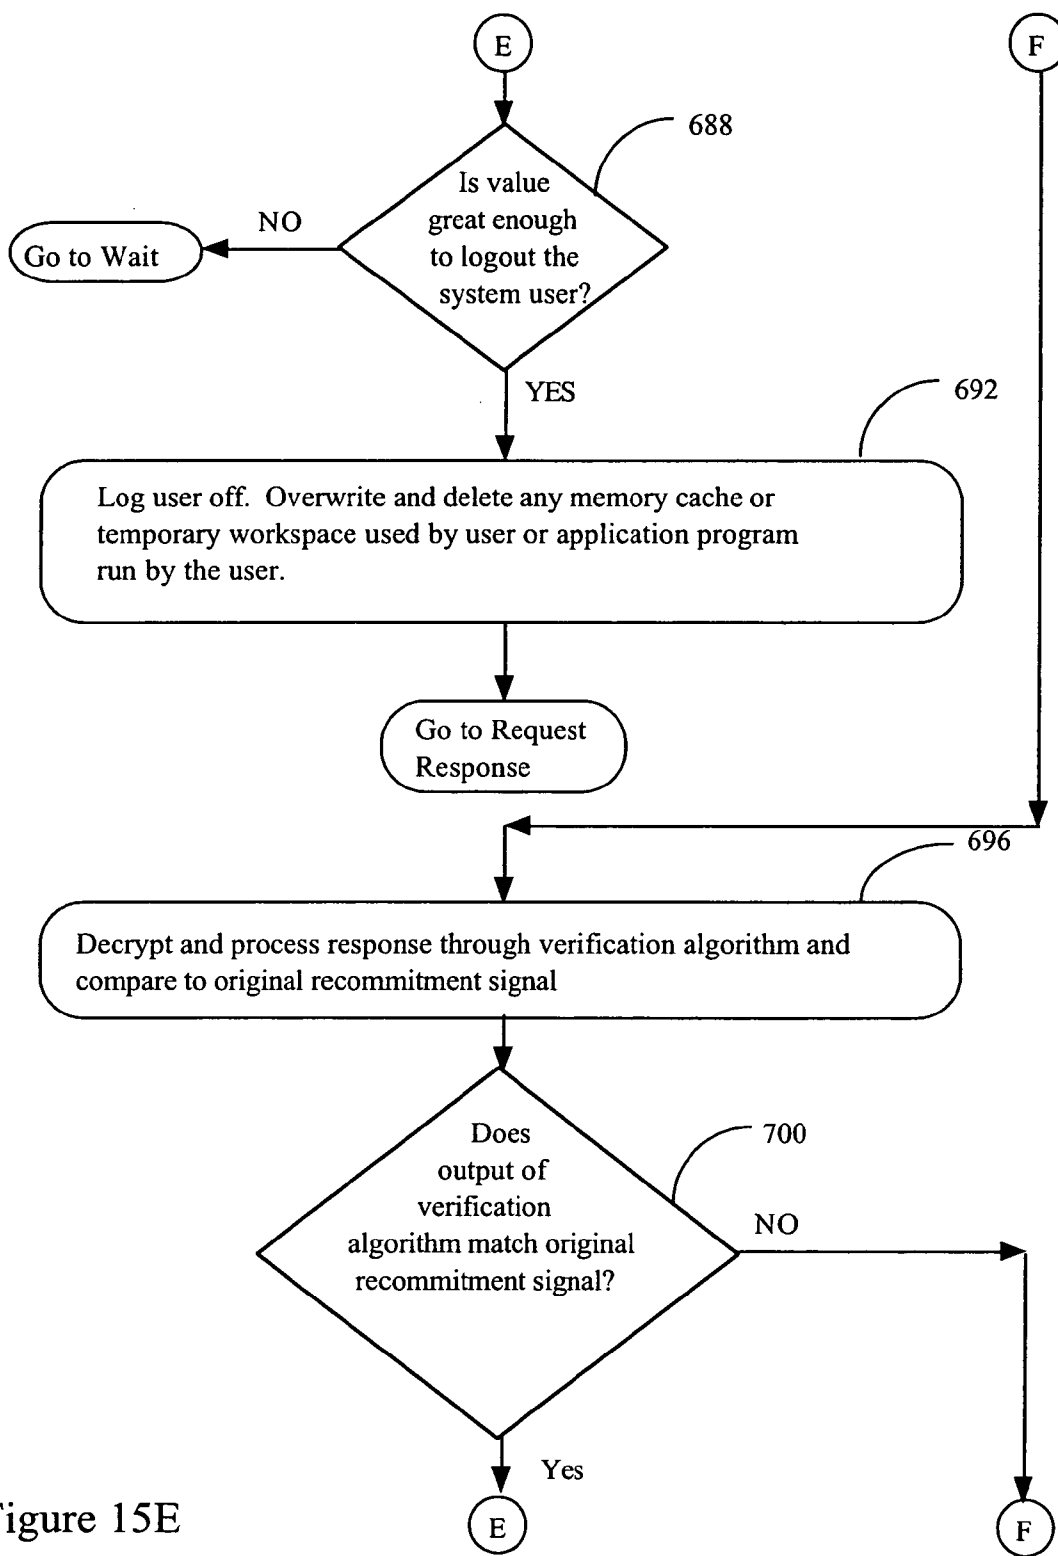 E
F
688
Is value
great enough
to logout the
system user?
NO
Go to Wait
YES
692
Log user off. Overwrite and delete any memory cache or
temporary workspace used by user or application program
run by the user.
Go to Request
Response
696
Decrypt and process response through verification algorithm and
compare to original recommitment signal
700
Does
output of
verification
algorithm match original
recommitment signal?
NO
Yes
E
F
igure 15E